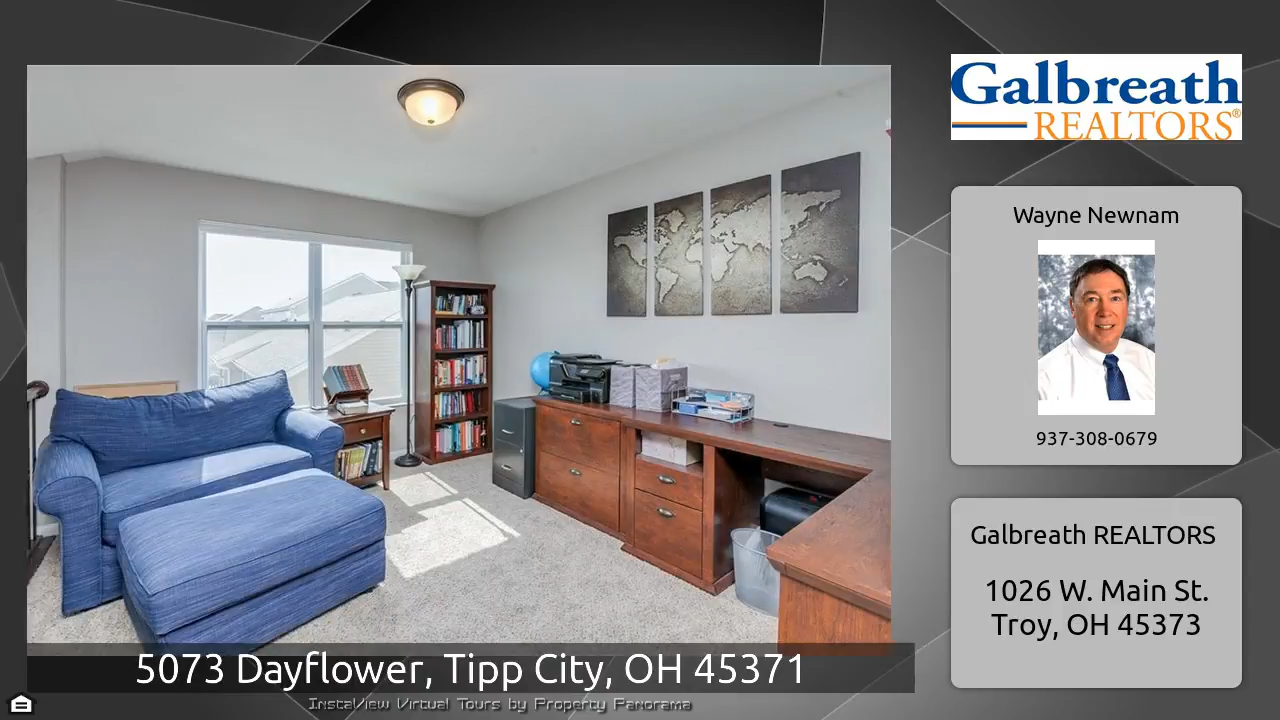 Galbreath
REALTORS®
Wayne Newnam
937-308-0679
Galbreath REALTORS
1026 W. Main St.
Troy, OH 45373
5073 Dayflower, Tipp City, OH 45371
InstaView Virtual Tours by Property Panorama